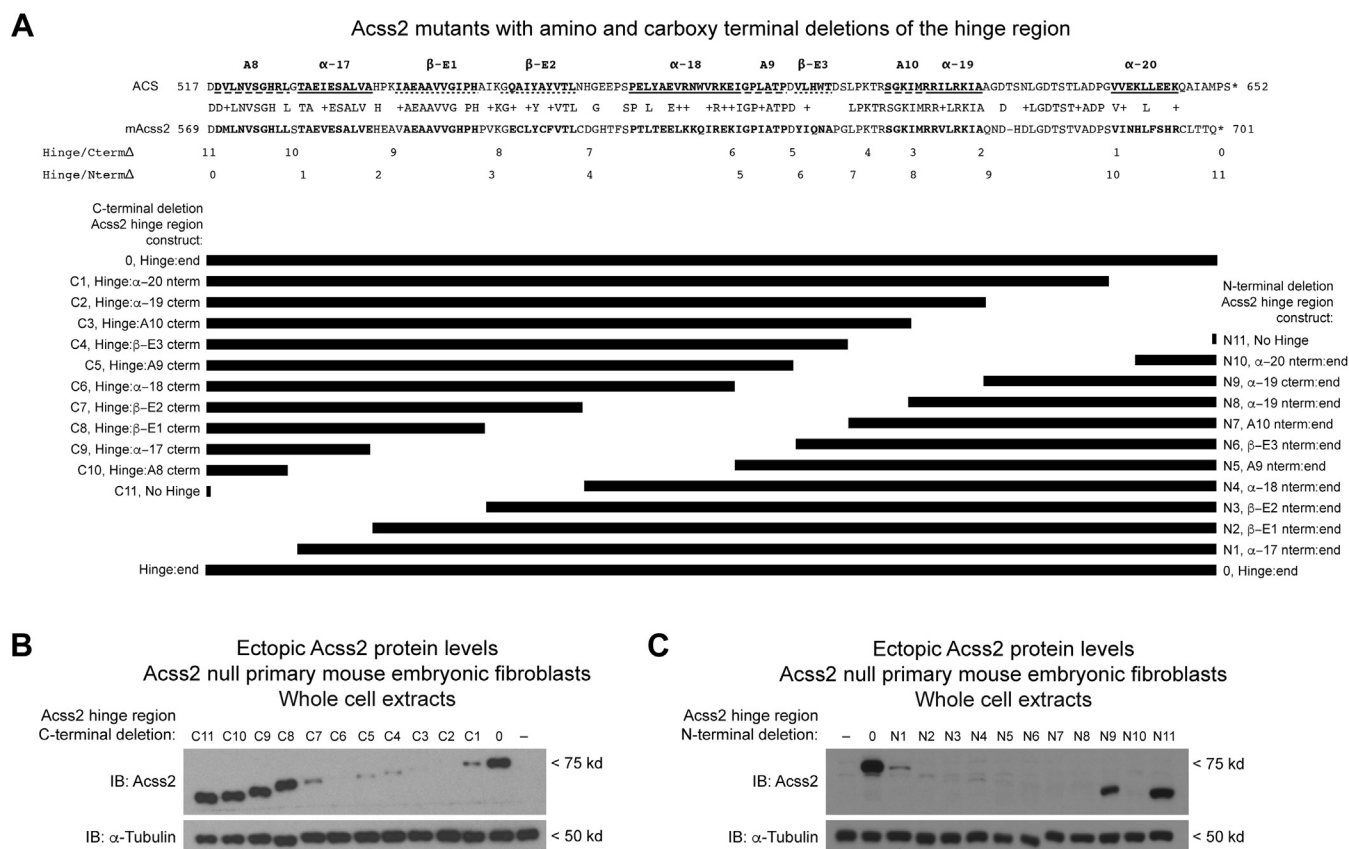 A
Acss2 mutants with amino and carboxy terminal deletions of the hinge region
A8 α-17 β-E1 β-E2 α-18 A9 β-E3 A10 α-19 α-20
ACS 517 DDVLNVSGHRLGTAEIESALVAHPKIAEAAVVGIPHAIKGQAIYAYVTLNHGEEPSPELYAEVRNWVRKEIGPLATPDVLHWTDSLPKTRSGKIMRRILRKIAAGDTSNLGDTSTLADPGVVEKLLEEKQAIAMPS* 652
DD+LNVSGH L TA +ESALV H +AEAAVVG PH +KG+ +Y +VTL G SP L E++ ++R++IGP+ATPD + LPKTRSGKIMRR+LRKIA +D +LGDTST+ADP V+ L +
mAcss2 569 DDMLNVSGHLLSTAEVESALVEHEAVAEAAVVGHPHPVKGECLYCFVTLCDGHTFSPTLTEELKKQIREKIGPIATPDYIQNAPGLPKTRSGKIMRRVLRKIAQND-HDLGDTSTVADPSVINHLFSHRCLTTQ* 701
Hinge/CtermΔ 11 10 9 8 7 6 5 4 3 2 1 0
Hinge/NtermΔ 0 1 2 3 4 5 6 7 8 9 10 11
C-terminal deletion
Acss2 hinge region
construct:
0, Hinge:end
C1, Hinge:α-20 nterm
C2, Hinge:α-19 cterm
C3, Hinge:A10 cterm
C4, Hinge:β-E3 cterm
C5, Hinge:A9 cterm
C6, Hinge:α-18 cterm
C7, Hinge:β-E2 cterm
C8, Hinge:β-E1 cterm
C9, Hinge:α-17 cterm
C10, Hinge:A8 cterm
C11, No Hinge
Hinge:end
N-terminal deletion
Acss2 hinge region
construct:
N11, No Hinge
N10, α-20 nterm:end
N9, α-19 cterm:end
N8, α-19 nterm:end
N7, A10 nterm:end
N6, β-E3 nterm:end
N5, A9 nterm:end
N4, α-18 nterm:end
N3, β-E2 nterm:end
N2, β-E1 nterm:end
N1, α-17 nterm:end
0, Hinge:end
B
Ectopic Acss2 protein levels
Acss2 null primary mouse embryonic fibroblasts
Whole cell extracts
Acss2 hinge region
C-terminal deletion: C11 C10 C9 C8 C7 C6 C5 C4 C3 C2 C1 0 –
IB: Acss2 < 75 kd
IB: α-Tubulin < 50 kd
C
Ectopic Acss2 protein levels
Acss2 null primary mouse embryonic fibroblasts
Whole cell extracts
Acss2 hinge region
N-terminal deletion: – 0 N1 N2 N3 N4 N5 N6 N7 N8 N9 N10 N11
IB: Acss2 < 75 kd
IB: α-Tubulin < 50 kd